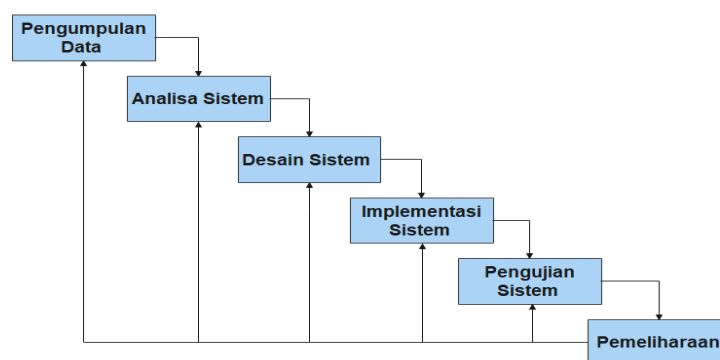 Pengumpulan
Data
Analisa Sistem
Desain Sistem
Implementasi
Sistem
Pengujian
Sistem
Pemeliharaan